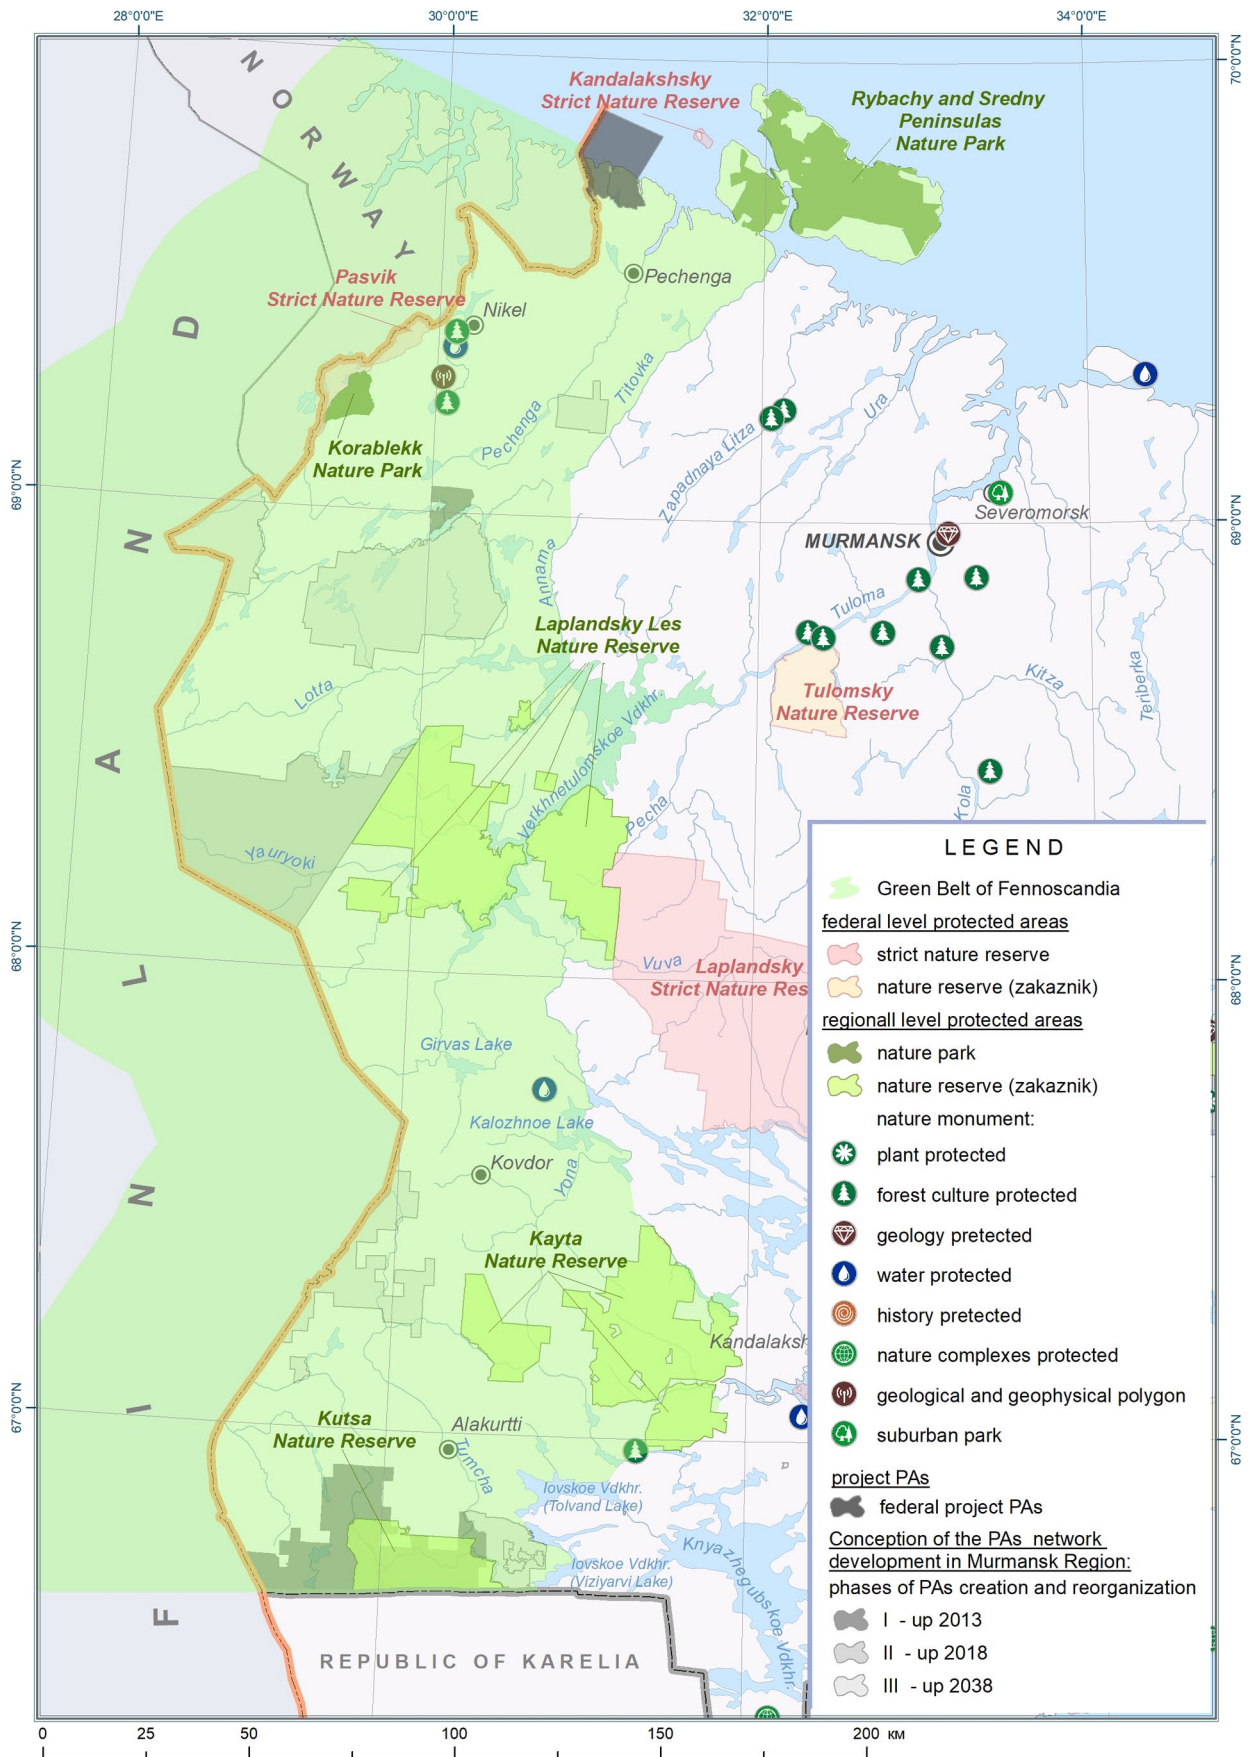 28°0'0"E 30°0'0"E 32°0'0"E 34°0'0"E
70°0'0"N
NORWAY
Kandalakshsky
Strict Nature Reserve
Rybachy and Sredny
Peninsulas
Nature Park
Pasvik
Strict Nature Reserve
Pechenga
Nikel
Titovka
Pechenga
Korablekk
Nature Park
Zapadnaya Litza
Ura
69°0'0"N
69°0'0"N
Severomorsk
MURMANSK
Annama
Tuloma
Laplandsky Les
Nature Reserve
Kitza
Teriberka
Tulomsky
Nature Reserve
Lotta
Verkhnetulomskoe Vdkhr.
Pecha
Kola
Yauryoki
68°0'0"N
68°0'0"N
Vuva
Laplandsky
Strict Nature Res
Girvas Lake
Kalozhnoe Lake
Kovdor
Yona
Kayta
Nature Reserve
Kandalaksh
67°0'0"N
67°0'0"N
Kutsa
Nature Reserve
Alakurtti
Tumcha
Iovskoe Vdkhr.
(Tolvand Lake)
Knyazhegubskoe Vdkhr.
Iovskoe Vdkhr.
(Viziyarvi Lake)
FINLAND
REPUBLIC OF KARELIA
LEGEND
Green Belt of Fennoscandia
federal level protected areas
strict nature reserve
nature reserve (zakaznik)
regionall level protected areas
nature park
nature reserve (zakaznik)
nature monument:
plant protected
forest culture protected
geology pretected
water protected
history pretected
nature complexes protected
geological and geophysical polygon
suburban park
project PAs
federal project PAs
Conception of the PAs network
development in Murmansk Region:
phases of PAs creation and reorganization
I - up 2013
II - up 2018
III - up 2038
0 25 50 100 150 200 км